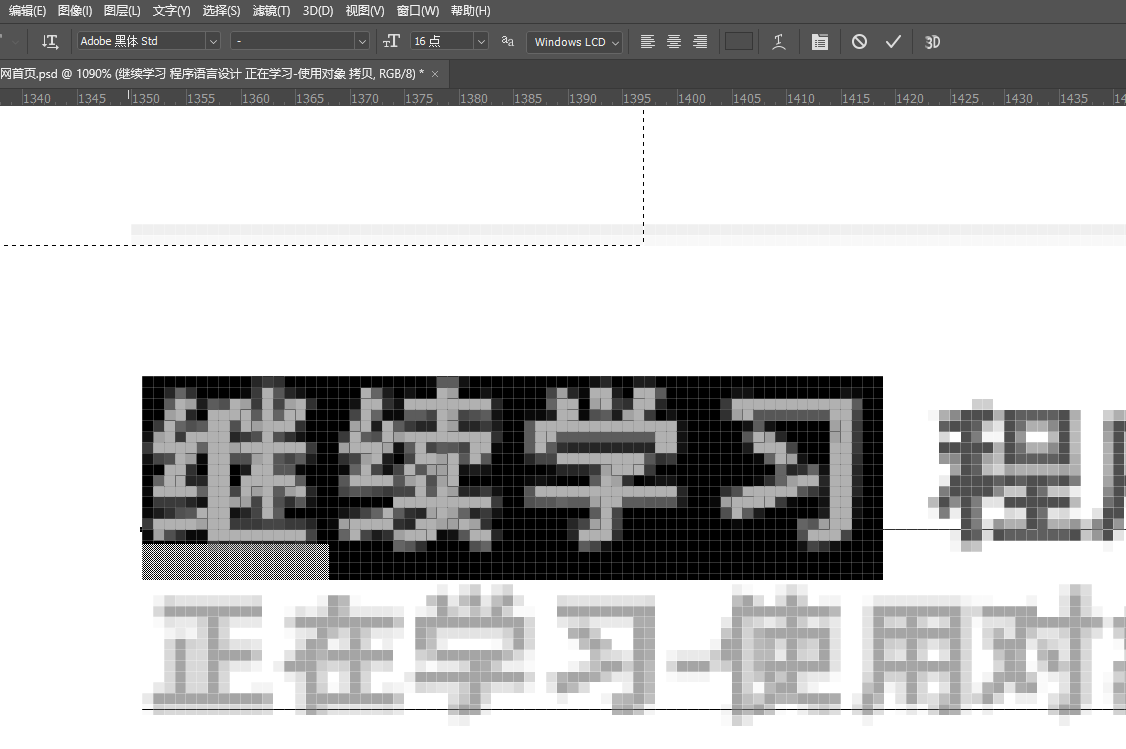 编辑(E) 图像(I) 图层(L) 文字(Y) 选择(S) 滤镜(T) 3D(D) 视图(V) 窗口(W) 帮助(H)
Adobe 黑体 Std - 16 点 aa Windows LCD 3D
网首页.psd @ 1090% (继续学习 程序语言设计 正在学习-使用对象 拷贝, RGB/8) * ×
1340 1345 1350 1355 1360 1365 1370 1375 1380 1385 1390 1395 1400 1405 1410 1415 1420 1425 1430 1435
继续学习 程
正在学习-使用对